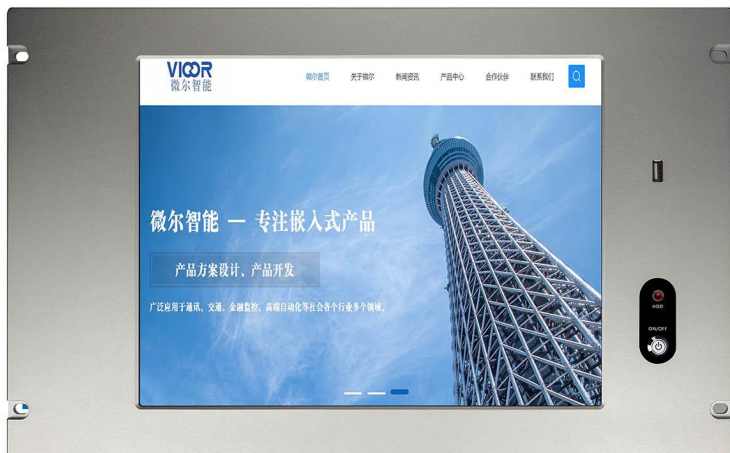 VICOR
微尔智能
微尔首页 关于微尔 新闻资讯 产品中心 合作伙伴 联系我们
微尔智能 — 专注嵌入式产品
产品方案设计、产品开发
广泛应用于通讯、交通、金融监控、高端自动化等社会各个行业多个领域。
HDD
ON/OFF